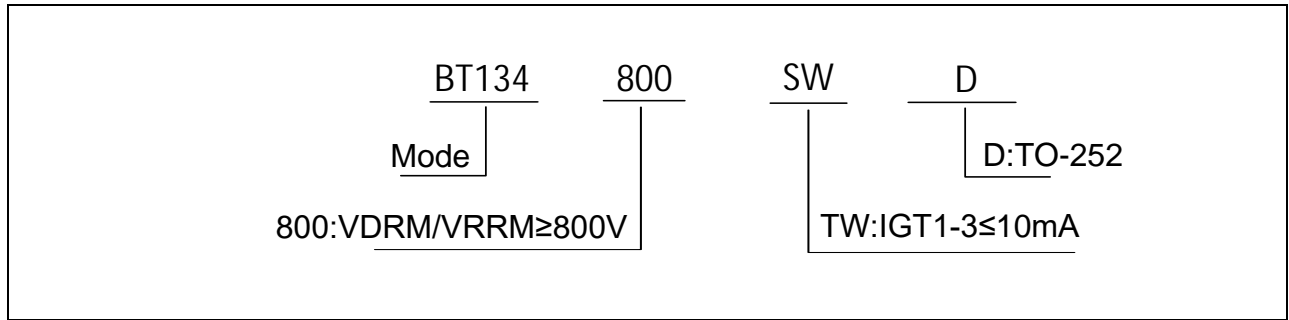 BT134 800 SW D
Mode D:TO-252
800:VDRM/VRRM≥800V TW:IGT1-3≤10mA